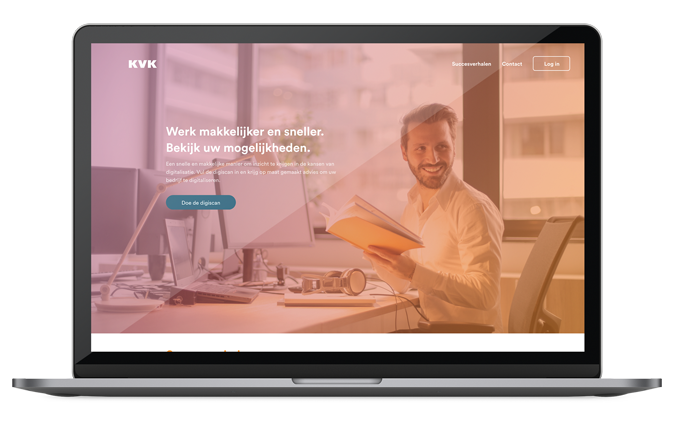 KVK
Succesverhalen
Contact
Log in
Werk makkelijker en sneller.
Bekijk uw mogelijkheden.
Een snelle en makkelijke manier om inzicht te krijgen in de kansen van
digitalisatie. Vul de digiscan in en krijg op maat gemaakt advies om uw
bedrijf te digitaliseren.
Doe de digiscan